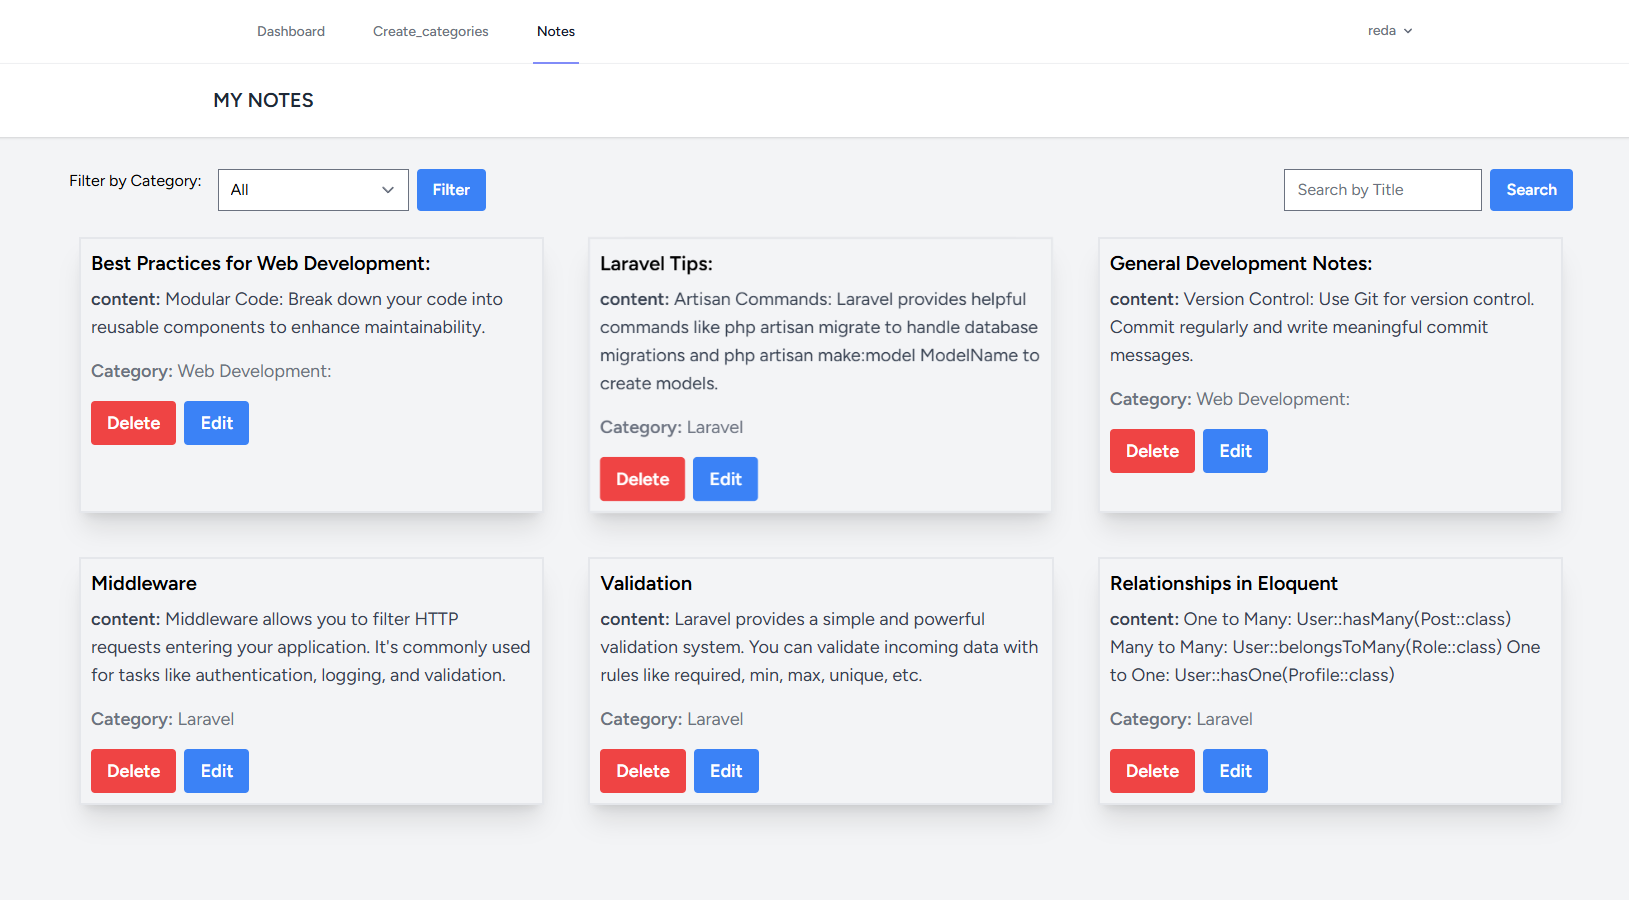 Dashboard Create_categories Notes reda
MY NOTES
Filter by Category: All Filter Search by Title Search
Best Practices for Web Development:
content: Modular Code: Break down your code into
reusable components to enhance maintainability.
Category: Web Development:
Delete Edit
Laravel Tips:
content: Artisan Commands: Laravel provides helpful
commands like php artisan migrate to handle database
migrations and php artisan make:model ModelName to
create models.
Category: Laravel
Delete Edit
General Development Notes:
content: Version Control: Use Git for version control.
Commit regularly and write meaningful commit
messages.
Category: Web Development:
Delete Edit
Middleware
content: Middleware allows you to filter HTTP
requests entering your application. It's commonly used
for tasks like authentication, logging, and validation.
Category: Laravel
Delete Edit
Validation
content: Laravel provides a simple and powerful
validation system. You can validate incoming data with
rules like required, min, max, unique, etc.
Category: Laravel
Delete Edit
Relationships in Eloquent
content: One to Many: User::hasMany(Post::class)
Many to Many: User::belongsToMany(Role::class) One
to One: User::hasOne(Profile::class)
Category: Laravel
Delete Edit